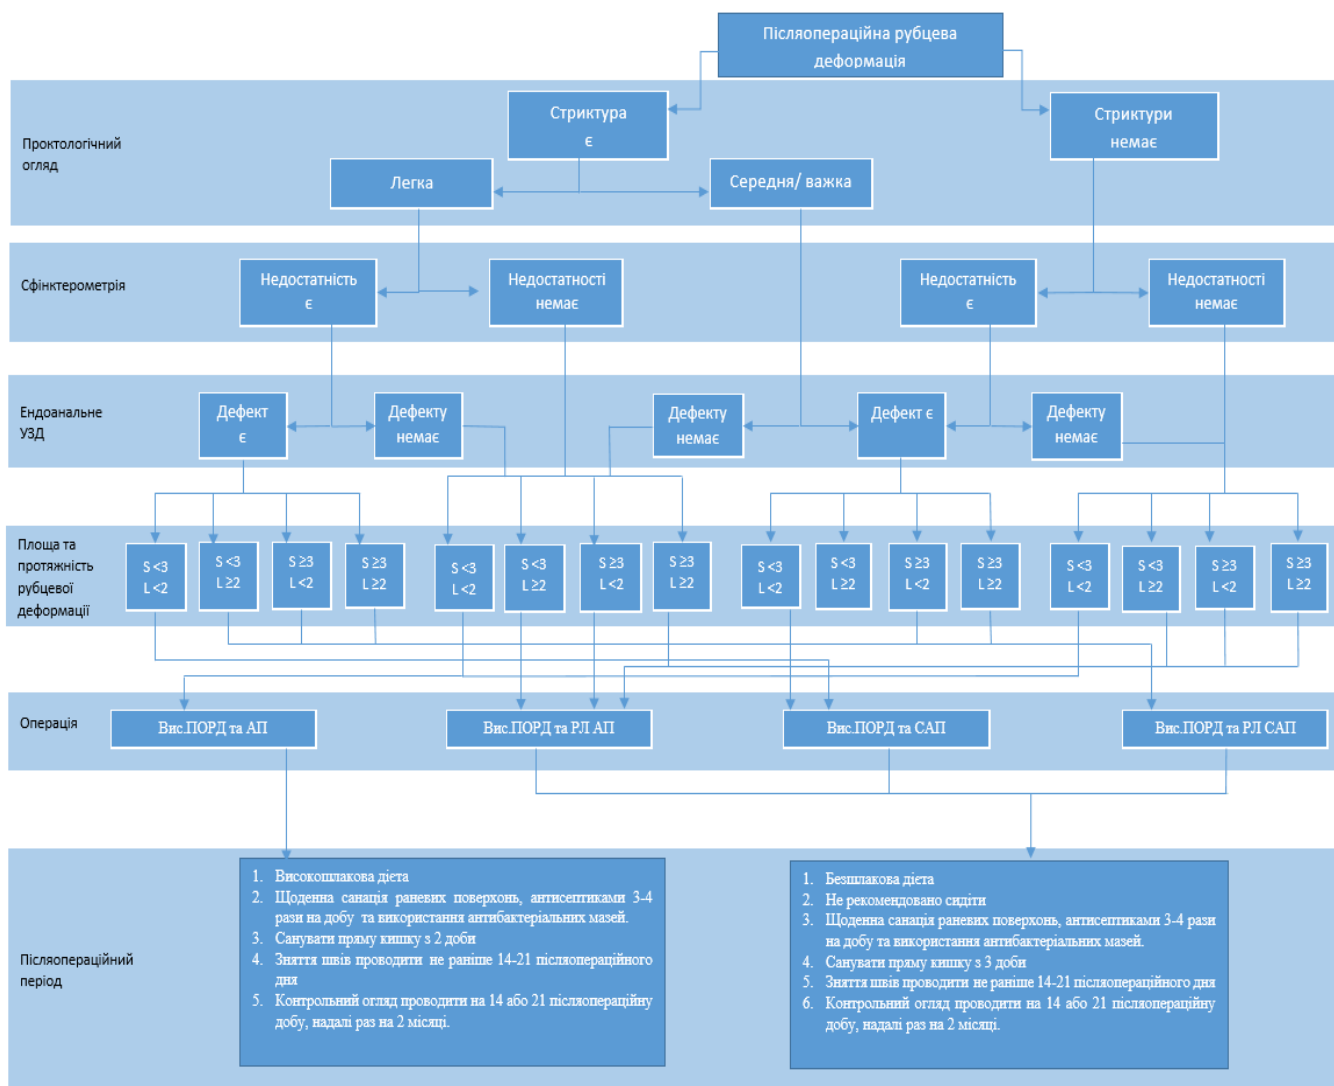 Післяопераційна рубцева
деформація
Проктологічний
огляд
Стриктура
є
Стриктури
немає
Легка
Середня/ важка
Сфінктерометрія
Недостатність
є
Недостатності
немає
Недостатність
є
Недостатності
немає
Ендоанальне
УЗД
Дефект
є
Дефекту
немає
Дефекту
немає
Дефект є
Дефекту
немає
Площа та
протяжність
рубцевої
деформації
S <3
L <2
S <3
L ≥2
S ≥3
L <2
S ≥3
L ≥2
S <3
L <2
S <3
L ≥2
S ≥3
L <2
S ≥3
L ≥2
S <3
L <2
S <3
L ≥2
S ≥3
L <2
S ≥3
L ≥2
S <3
L <2
S <3
L ≥2
S ≥3
L <2
S ≥3
L ≥2
Операція
Вис.ПОРД та АП
Вис.ПОРД та РЛ АП
Вис.ПОРД та САП
Вис.ПОРД та РЛ САП
Післяопераційний
період
1. Високошлакова дієта
2. Щоденна санація раневих поверхонь, антисептиками 3-4
рази на добу та використання антибактеріальних мазей.
3. Санувати пряму кишку з 2 доби
4. Зняття швів проводити не раніше 14-21 післяопераційного
дня
5. Контрольний огляд проводити на 14 або 21 післяопераційну
добу, надалі раз на 2 місяці.
1. Безшлакова дієта
2. Не рекомендовано сидіти
3. Щоденна санація раневих поверхонь, антисептиками 3-4 рази
на добу та використання антибактеріальних мазей.
4. Санувати пряму кишку з 3 доби
5. Зняття швів проводити не раніше 14-21 післяопераційного дня
6. Контрольний огляд проводити на 14 або 21 післяопераційну
добу, надалі раз на 2 місяці.